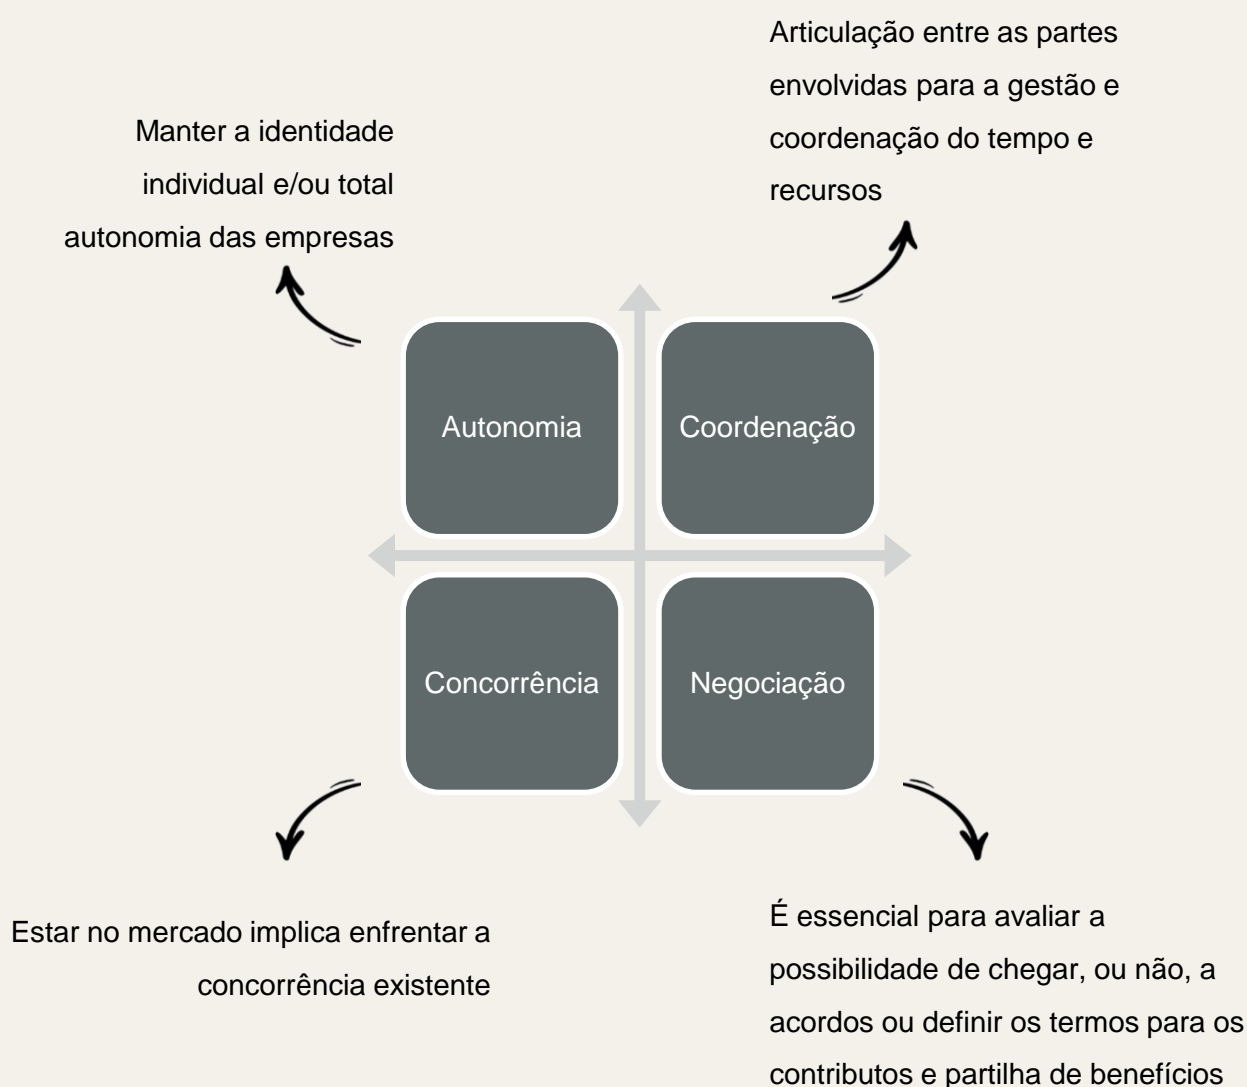 Manter a identidade
individual e/ou total
autonomia das empresas
Articulação entre as partes
envolvidas para a gestão e
coordenação do tempo e
recursos
Autonomia
Coordenação
Concorrência
Negociação
Estar no mercado implica enfrentar a
concorrência existente
É essencial para avaliar a
possibilidade de chegar, ou não, a
acordos ou definir os termos para os
contributos e partilha de benefícios